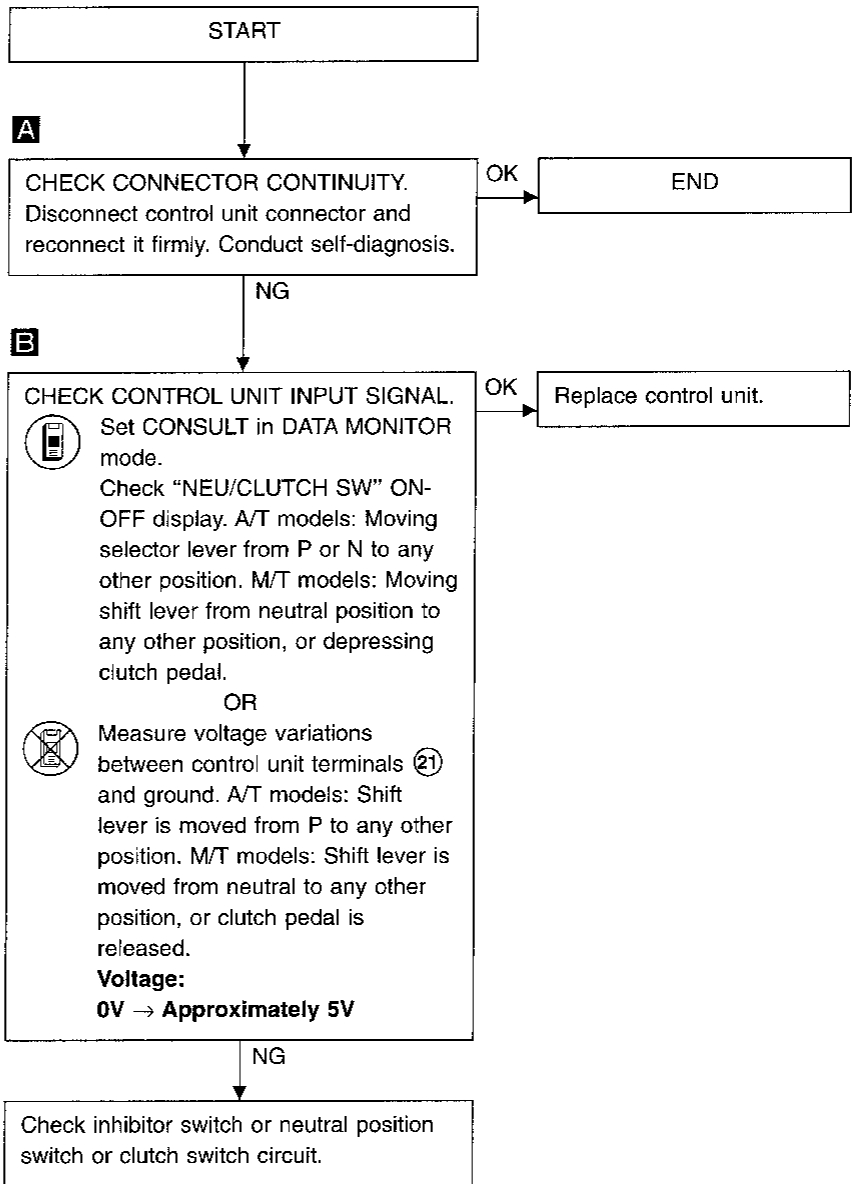 START
A
CHECK CONNECTOR CONTINUITY.
Disconnect control unit connector and
reconnect it firmly. Conduct self-diagnosis.
OK
END
NG
B
CHECK CONTROL UNIT INPUT SIGNAL.
Set CONSULT in DATA MONITOR
mode.
Check “NEU/CLUTCH SW” ON-
OFF display. A/T models: Moving
selector lever from P or N to any
other position. M/T models: Moving
shift lever from neutral position to
any other position, or depressing
clutch pedal.
OR
Measure voltage variations
between control unit terminals 21
and ground. A/T models: Shift
lever is moved from P to any other
position. M/T models: Shift lever is
moved from neutral to any other
position, or clutch pedal is
released.
Voltage:
0V → Approximately 5V
OK
Replace control unit.
NG
Check inhibitor switch or neutral position
switch or clutch switch circuit.